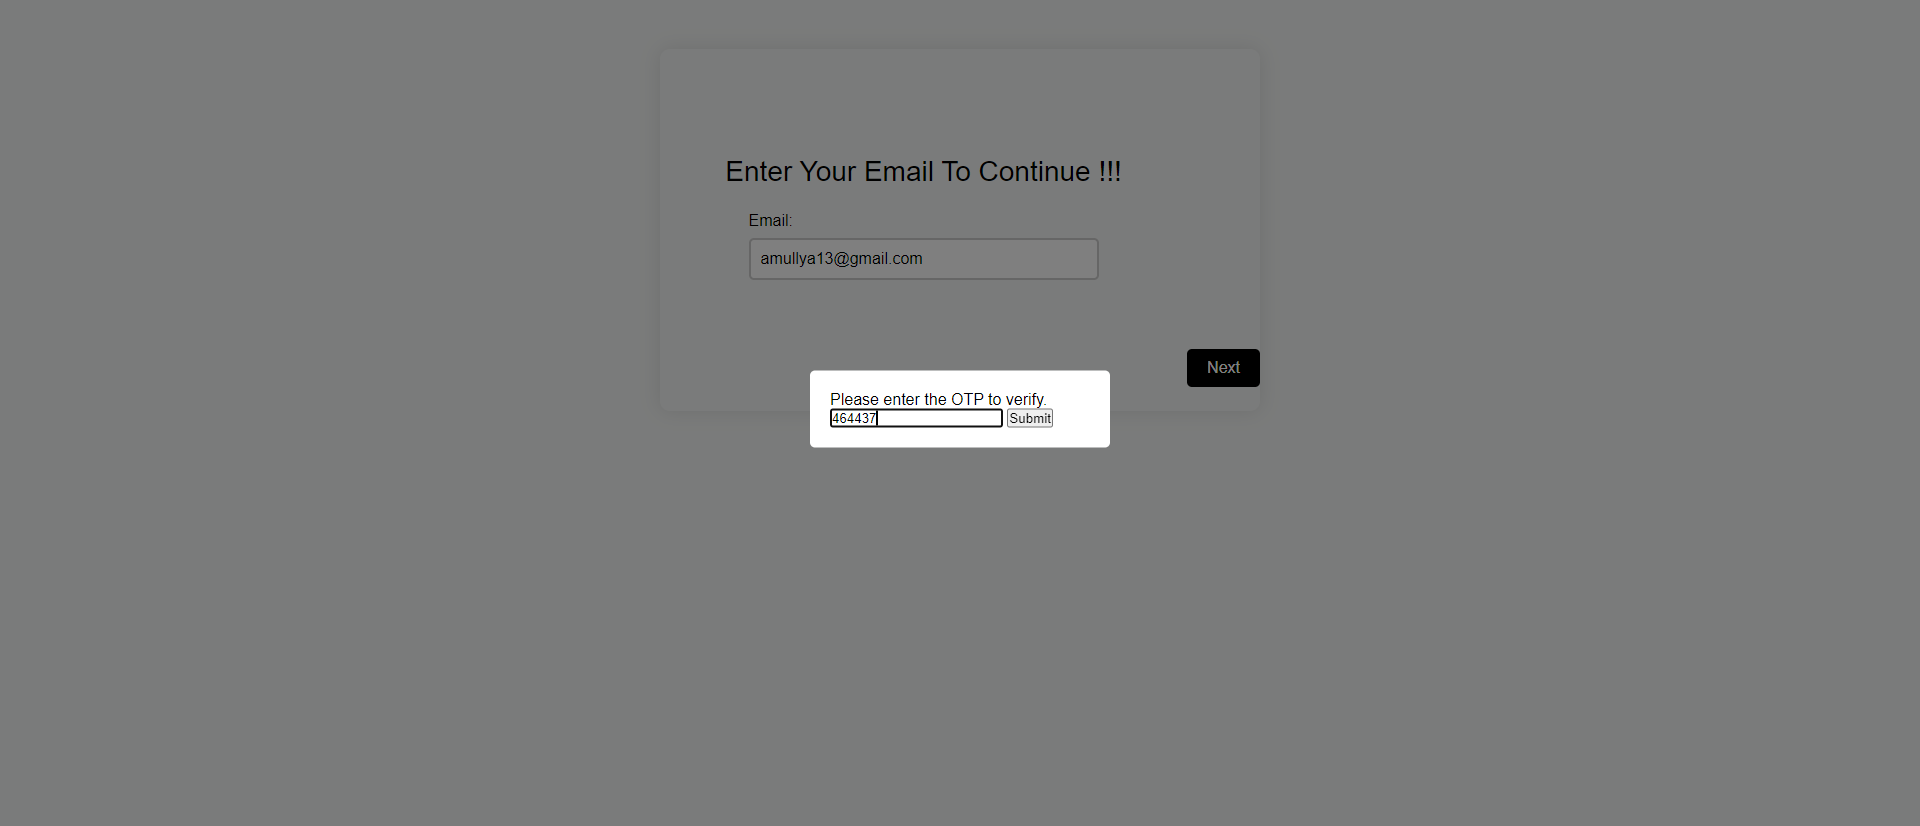 Enter Your Email To Continue !!!
Email:
amullya13@gmail.com
Next
Please enter the OTP to verify.
464437 Submit